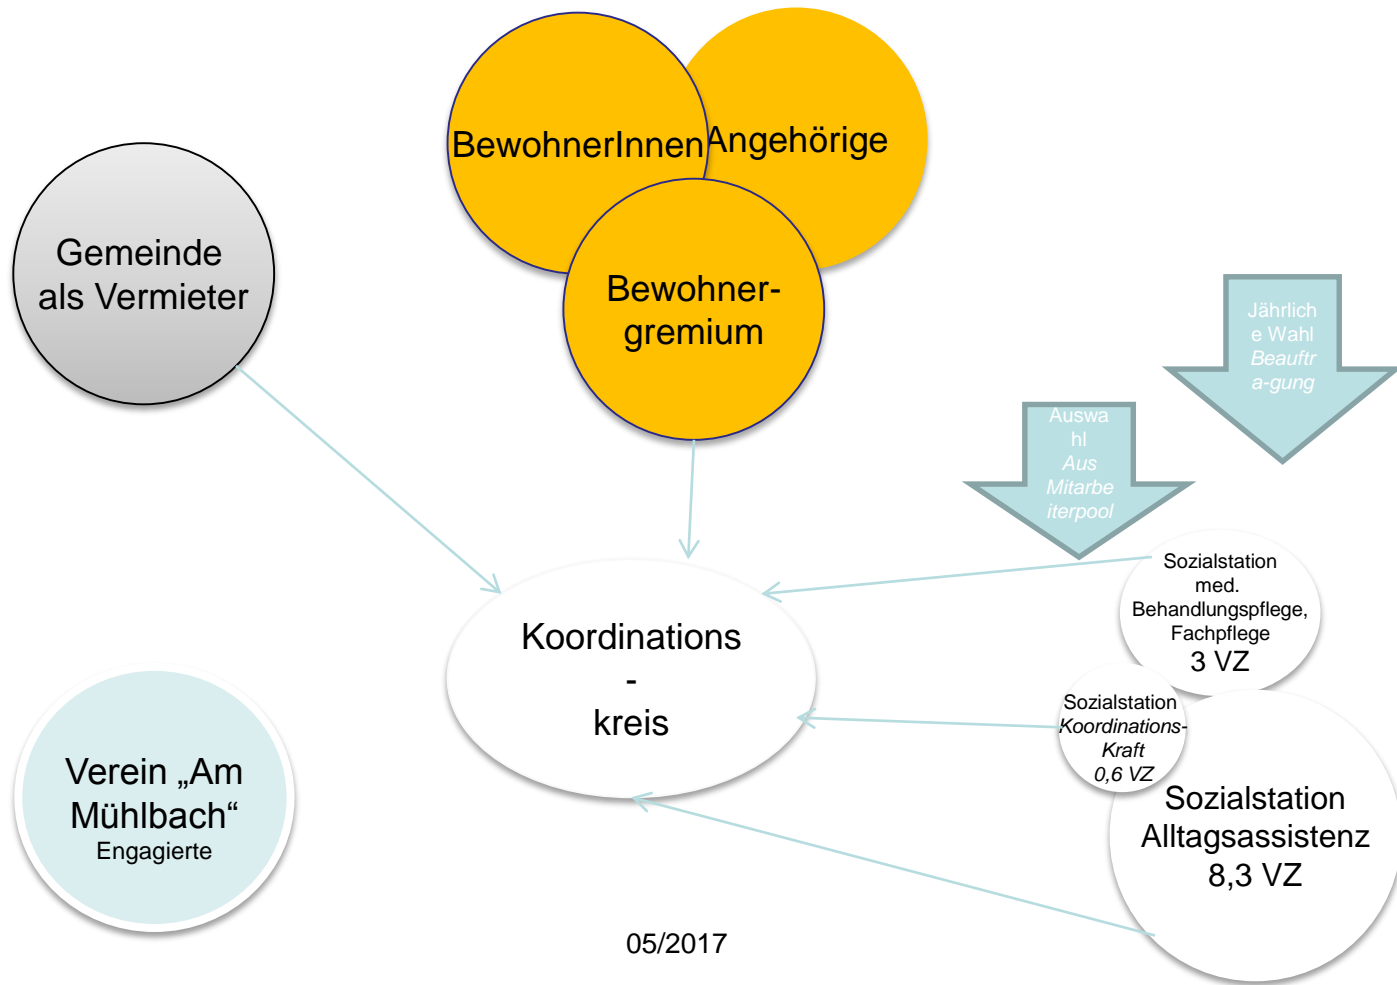 BewohnerInnen
Angehörige
Gemeinde
als Vermieter
Bewohner-
gremium
Jährlich
e Wahl
Beauftr
a-gung
Auswa
hl
Aus
Mitarbe
iterpool
Sozialstation
med.
Behandlungspflege,
Fachpflege
3 VZ
Koordinations
-
kreis
Sozialstation
Koordinations-
Kraft
0,6 VZ
Verein „Am
Mühlbach“
Engagierte
Sozialstation
Alltagsassistenz
8,3 VZ
05/2017